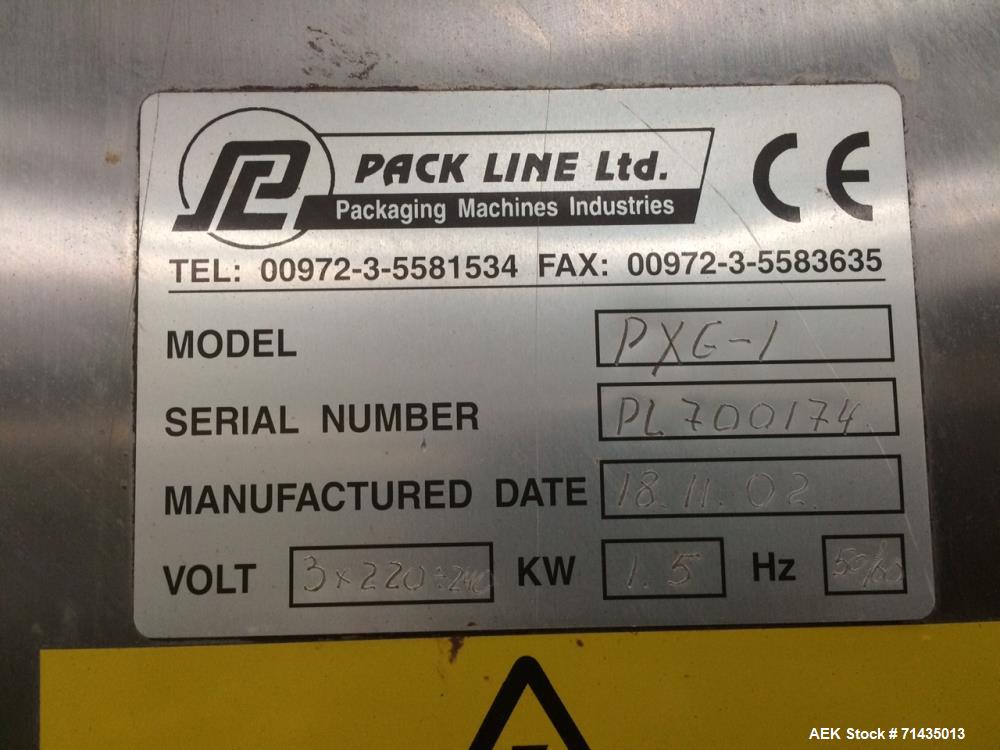 PL PACK LINE Ltd. CE
Packaging Machines Industries
TEL: 00972-3-5581534 FAX: 00972-3-5583635
MODEL PXG-1
SERIAL NUMBER PL700174
MANUFACTURED DATE 18.11.02
VOLT 3x220÷240 KW 1.5 Hz 50/60
AEK Stock # 71435013